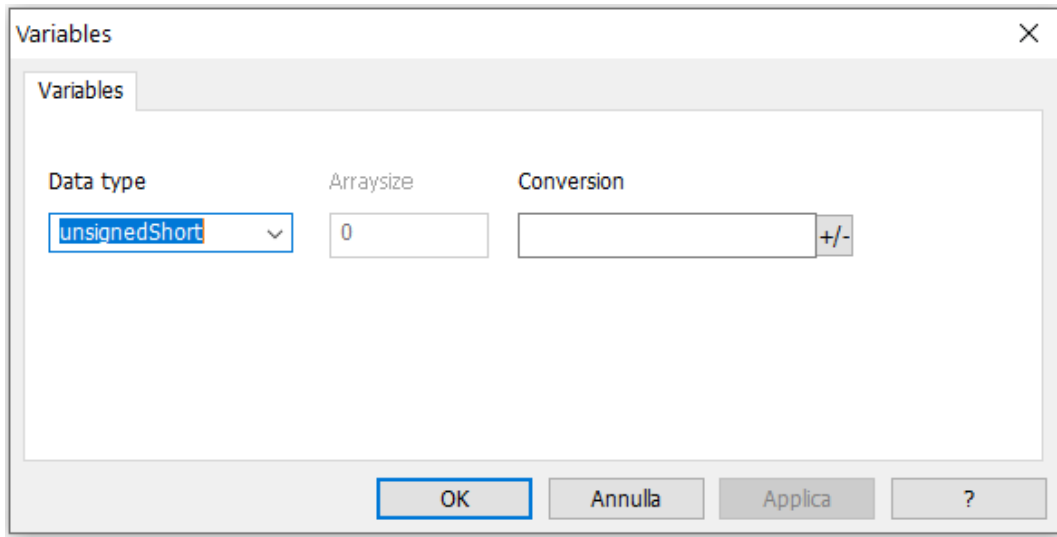 Variables
Variables
Data type Arraysize Conversion
unsignedShort 0 +/-
OK Annulla Applica ?